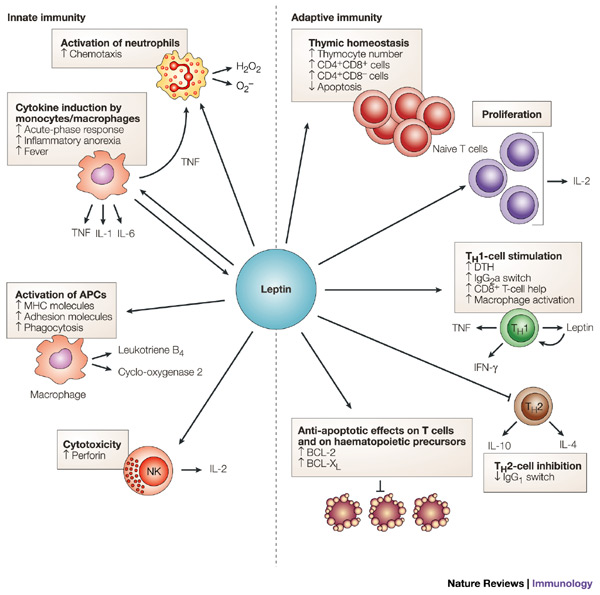 Innate immunity
Activation of neutrophils
↑ Chemotaxis
H2O2
O2–
Cytokine induction by
monocytes/macrophages
↑ Acute-phase response
↑ Inflammatory anorexia
↑ Fever
TNF
TNF IL-1 IL-6
Activation of APCs
↑ MHC molecules
↑ Adhesion molecules
↑ Phagocytosis
Leukotriene B4
Cyclo-oxygenase 2
Macrophage
Cytotoxicity
↑ Perforin
NK
IL-2
Leptin
Adaptive immunity
Thymic homeostasis
↑ Thymocyte number
↑ CD4+CD8+ cells
↑ CD4+CD8– cells
↓ Apoptosis
Naive T cells
Proliferation
IL-2
TH1-cell stimulation
↑ DTH
↑ IgG2a switch
↑ CD8+ T-cell help
↑ Macrophage activation
TNF
TH1
Leptin
IFN-γ
TH2
IL-10
IL-4
TH2-cell inhibition
↓ IgG1 switch
Anti-apoptotic effects on T cells
and on haematopoietic precursors
↑ BCL-2
↑ BCL-XL
Nature Reviews | Immunology